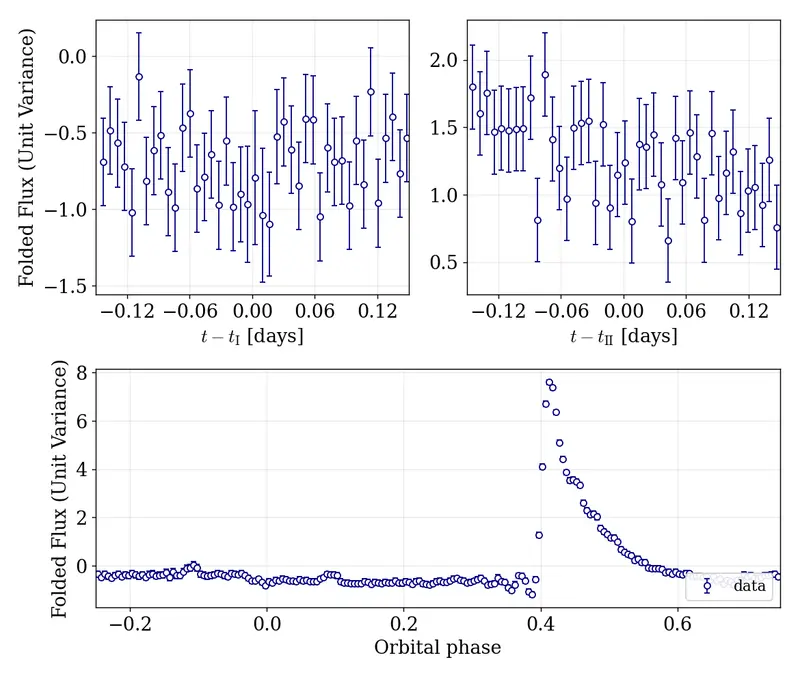 Folded Flux (Unit Variance)
0.0
−0.5
−1.0
−1.5
−0.12 −0.06 0.00 0.06 0.12
t − t_I [days]
2.0
1.5
1.0
0.5
−0.12 −0.06 0.00 0.06 0.12
t − t_II [days]
Folded Flux (Unit Variance)
8
6
4
2
0
−0.2 0.0 0.2 0.4 0.6
Orbital phase
data